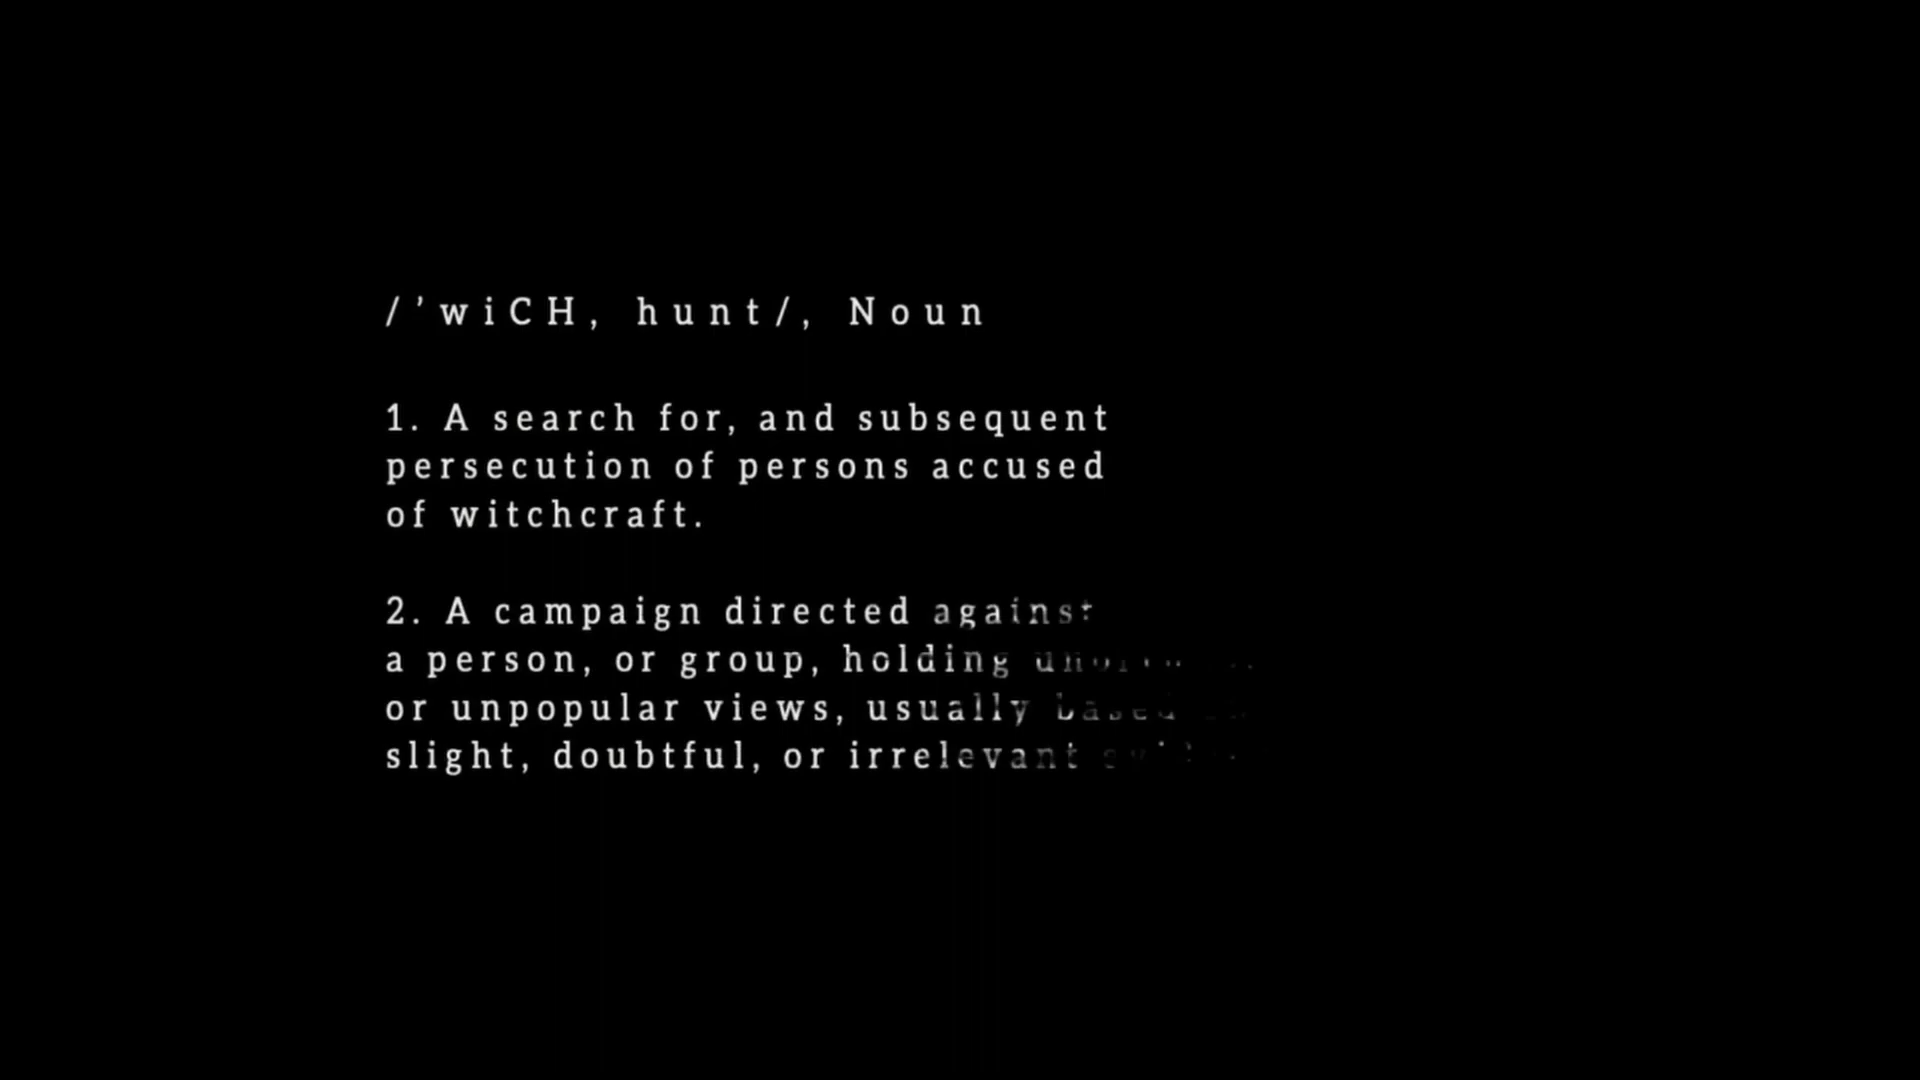 /'wiCH, hunt/, Noun
1. A search for, and subsequent
persecution of persons accused
of witchcraft.
2. A campaign directed against
a person, or group, holding
or unpopular views, usually based
slight, doubtful, or irrelevant